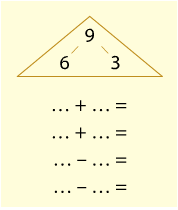 9
6 3
... + ... =
... + ... =
... – ... =
... – ... =